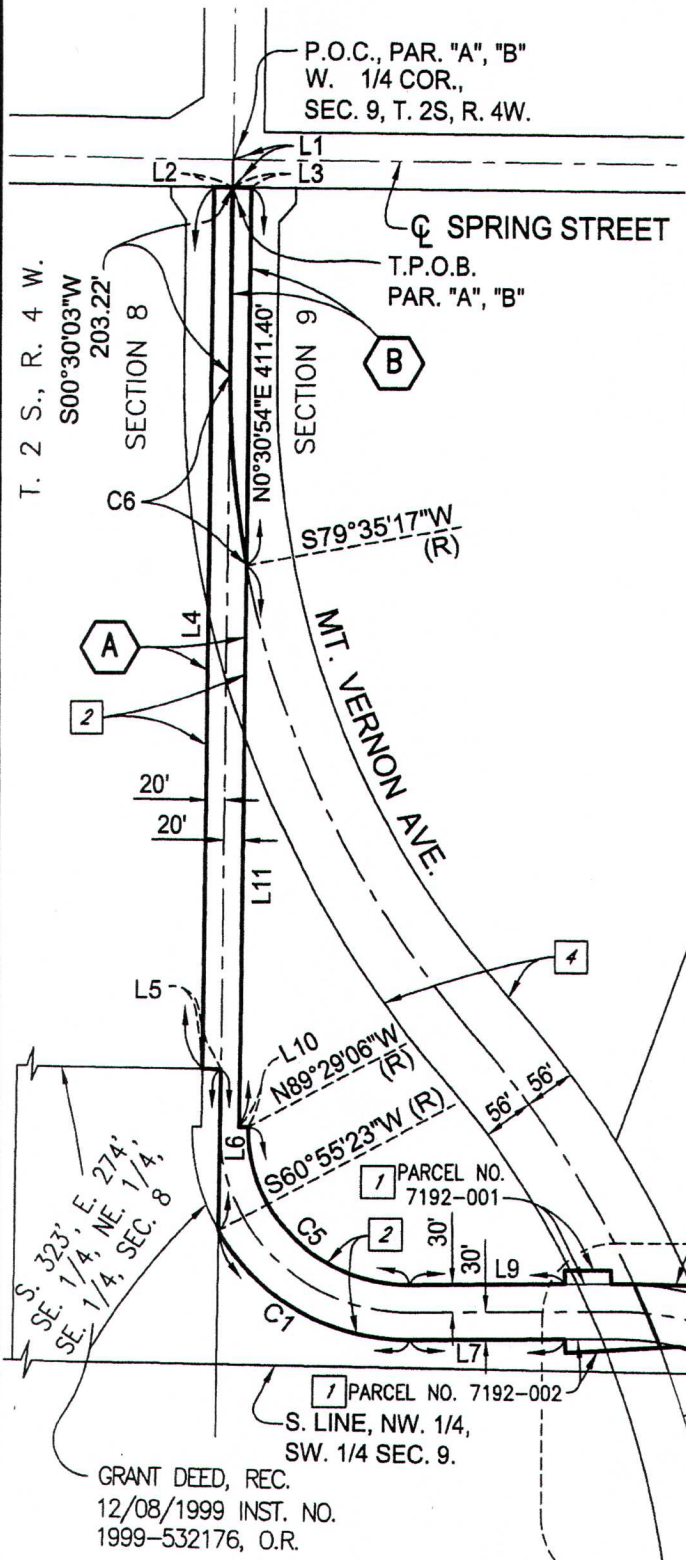 P.O.C., PAR. "A", "B"
W. 1/4 COR.,
SEC. 9, T. 2S, R. 4W.
L1
L2
L3
℄ SPRING STREET
T.P.O.B.
PAR. "A", "B"
T. 2 S., R. 4 W.
S00°30'03"W
203.22'
SECTION 8
N0°30'54"E 411.40'
SECTION 9
B
C6
S79°35'17"W
(R)
L4
A
MT. VERNON AVE.
2
20'
20'
L11
4
L5
L10
N89°29'06"W
(R)
56'
56'
L6
S60°55'23"W (R)
1 PARCEL NO.
7192-001
S. 323', E. 274',
SE. 1/4, NE. 1/4,
SE. 1/4, SEC. 8
C5
2
30'
30'
L9
C1
L7
1 PARCEL NO. 7192-002
S. LINE, NW. 1/4,
SW. 1/4 SEC. 9.
GRANT DEED, REC.
12/08/1999 INST. NO.
1999-532176, O.R.